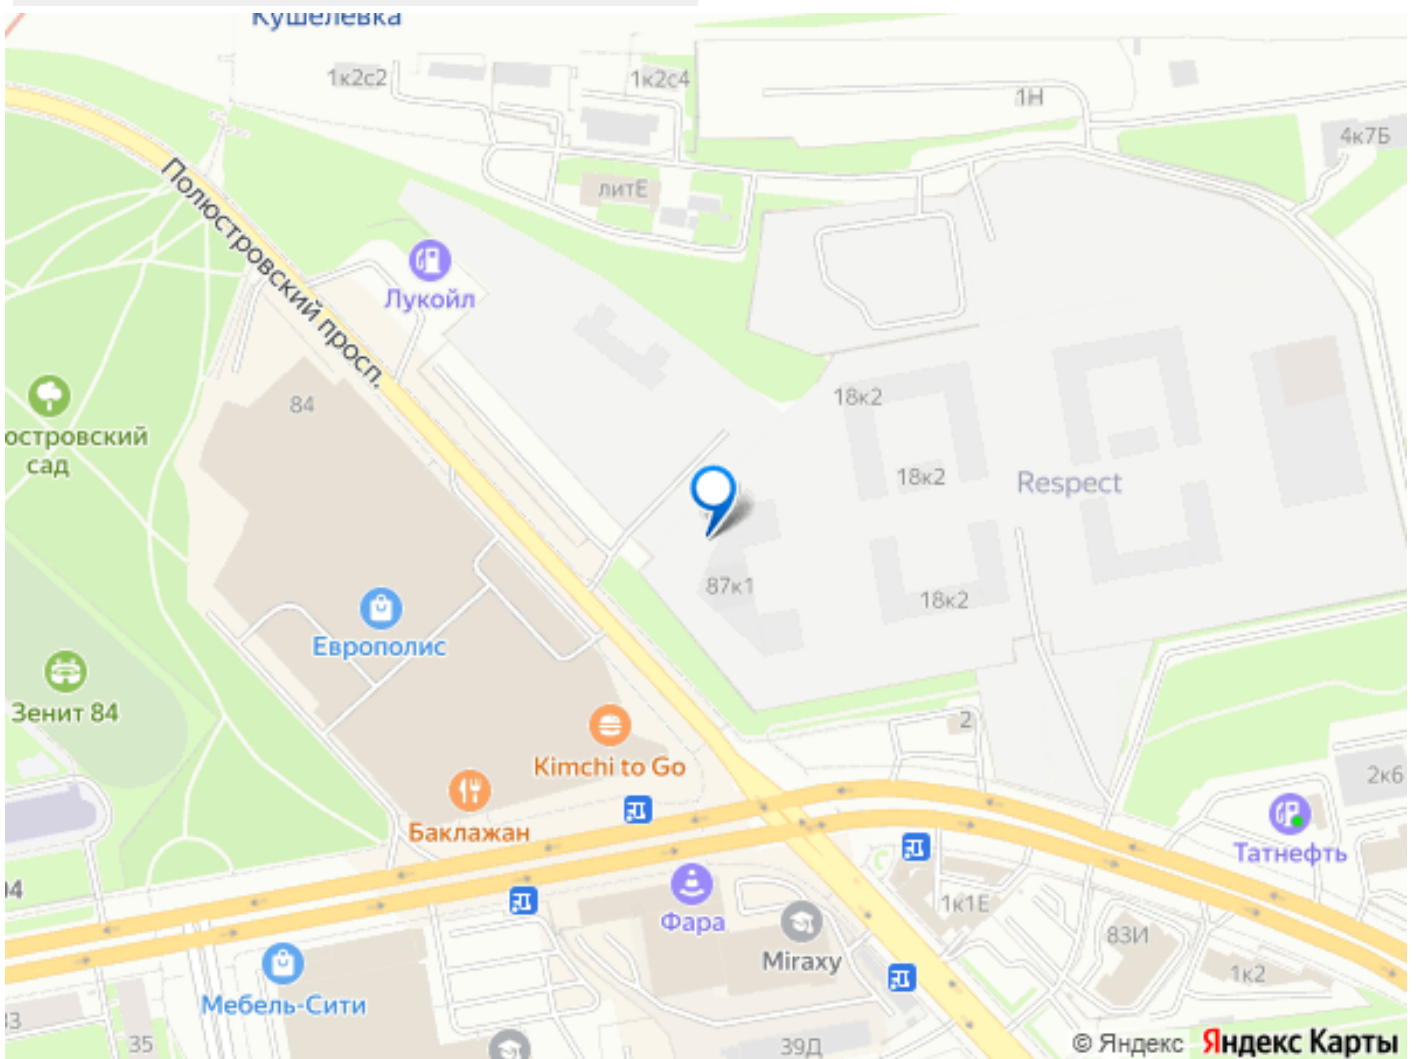 Кушелевка
1к2с2
1к2с4
1Н
4к7Б
литЕ
Полюстровский просп.
Лукойл
84
18к2
островский
сад
18к2
Respect
87к1
18к2
Европолис
Зенит 84
2
Kimchi to Go
2к6
Баклажан
Татнефть
04
1к1Е
Фара
83И
Miraxy
1к2
Мебель-Сити
33
35
39Д
© Яндекс Яндекс Карты